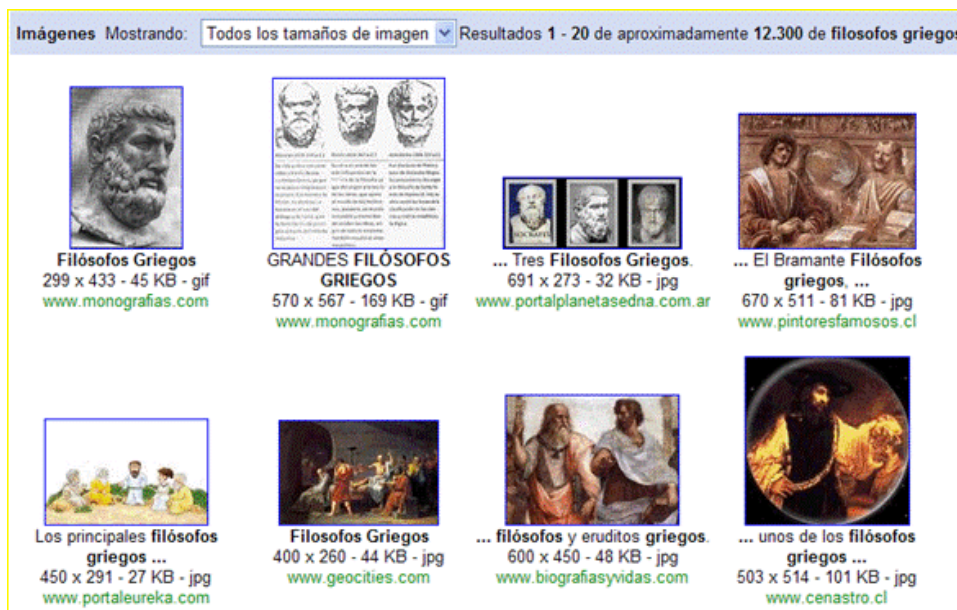 Imágenes Mostrando: Todos los tamaños de imagen Resultados 1 - 20 de aproximadamente 12.300 de filosofos griegos
Filósofos Griegos
299 x 433 - 45 KB - gif
www.monografias.com
GRANDES FILÓSOFOS
GRIEGOS
570 x 567 - 169 KB - gif
www.monografias.com
SOCRATES
... Tres Filosofos Griegos.
691 x 273 - 32 KB - jpg
www.portalplanetasedna.com.ar
... El Bramante Filósofos
griegos, ...
670 x 511 - 81 KB - jpg
www.pintoresfamosos.cl
Los principales filósofos
griegos ...
450 x 291 - 27 KB - jpg
www.portaleureka.com
Filosofos Griegos
400 x 260 - 44 KB - jpg
www.geocities.com
... filósofos y eruditos griegos.
600 x 450 - 48 KB - jpg
www.biografiasyvidas.com
... unos de los filósofos
griegos ...
503 x 514 - 101 KB - jpg
www.cenastro.cl